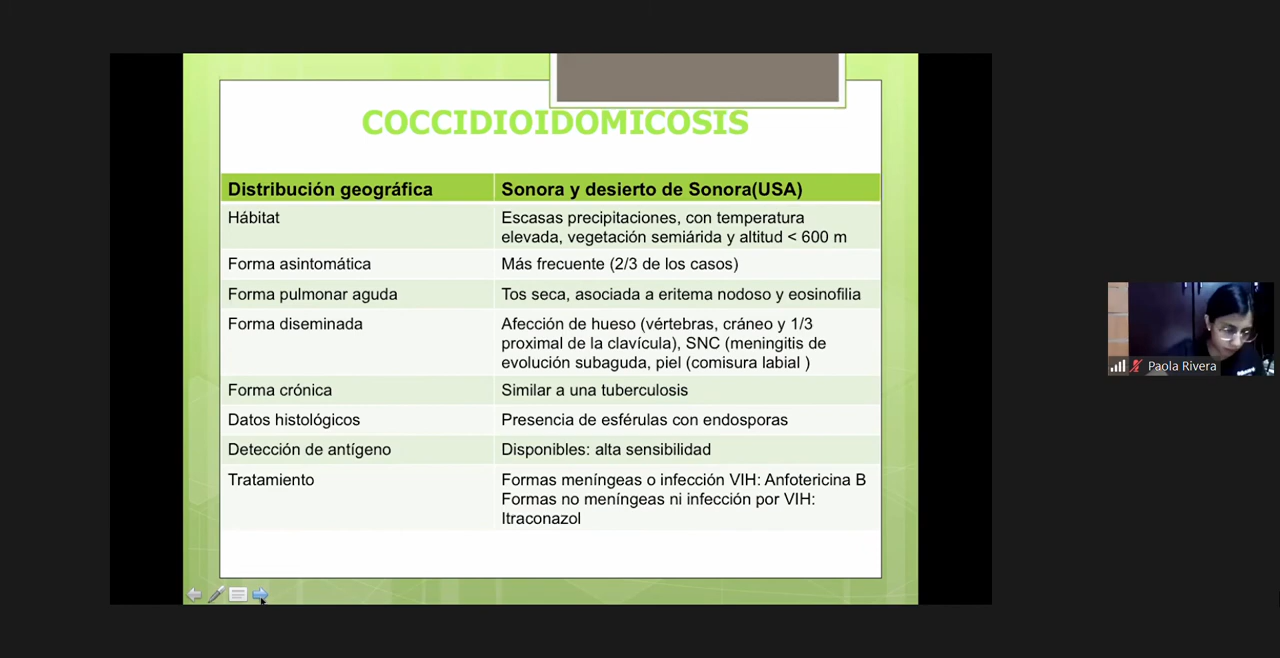 COCCIDIOIDOMICOSIS
Distribución geográfica
Sonora y desierto de Sonora(USA)
Hábitat
Escasas precipitaciones, con temperatura
elevada, vegetación semiárida y altitud < 600 m
Forma asintomática
Más frecuente (2/3 de los casos)
Forma pulmonar aguda
Tos seca, asociada a eritema nodoso y eosinofilia
Forma diseminada
Afección de hueso (vértebras, cráneo y 1/3
proximal de la clavícula), SNC (meningitis de
evolución subaguda, piel (comisura labial )
Forma crónica
Similar a una tuberculosis
Datos histológicos
Presencia de esférulas con endosporas
Detección de antígeno
Disponibles: alta sensibilidad
Tratamiento
Formas meníngeas o infección VIH: Anfotericina B
Formas no meníngeas ni infección por VIH:
Itraconazol
Paola Rivera